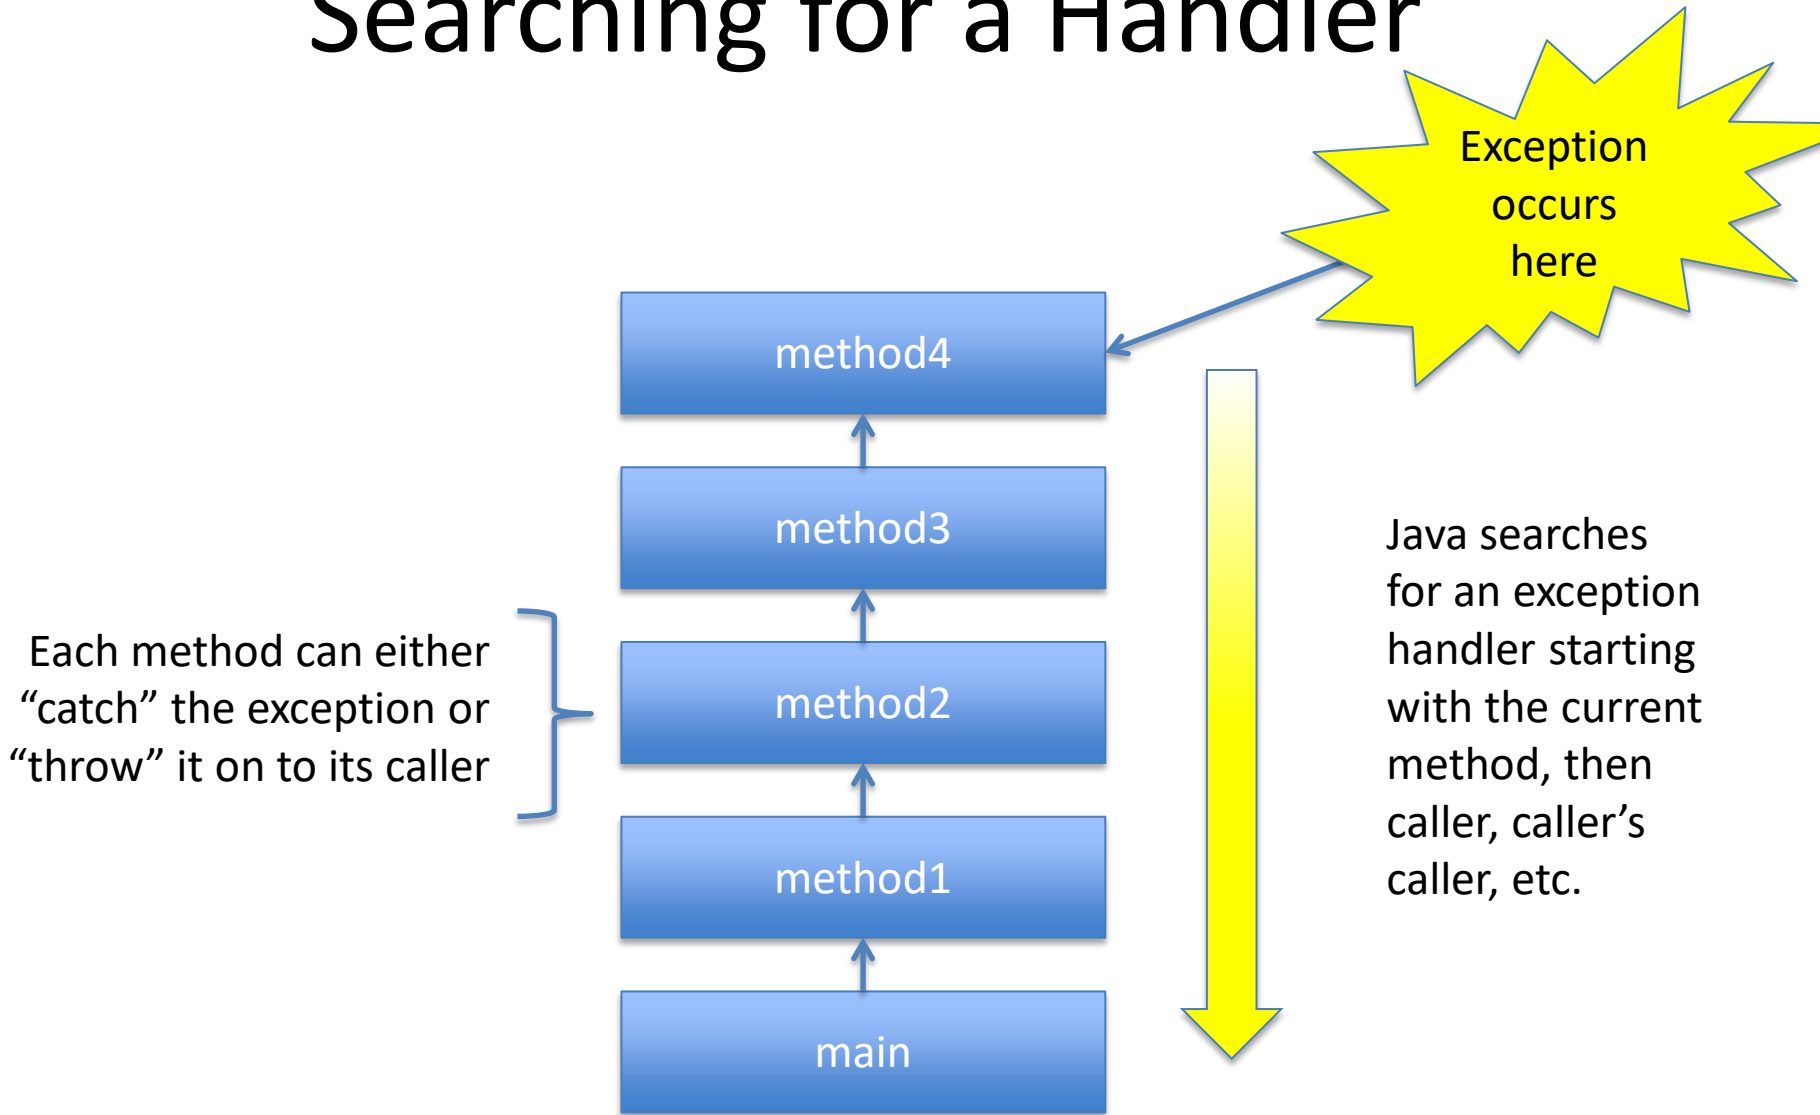 Searching for a Handler
Exception
occurs
here
method4
method3
Java searches
for an exception
handler starting
with the current
method, then
caller, caller’s
caller, etc.
Each method can either
“catch” the exception or
“throw” it on to its caller
method2
method1
main